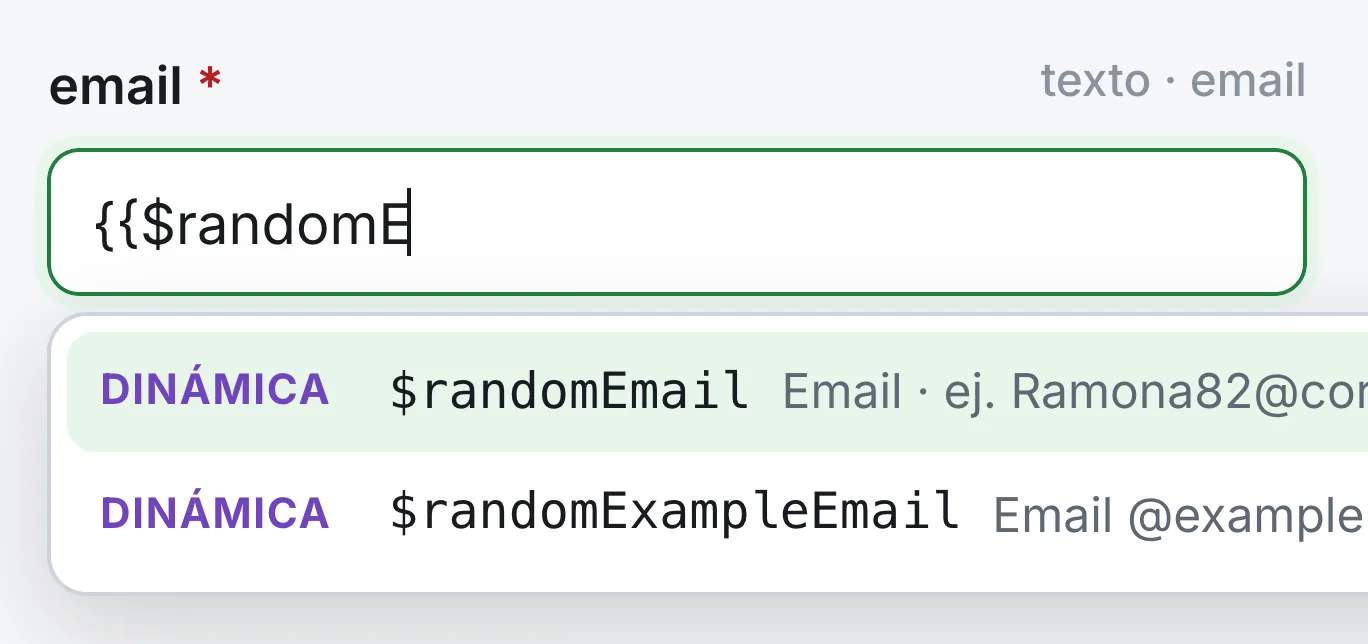 email *
texto · email
{{$randomE
DINÁMICA $randomEmail Email · ej. Ramona82@co
DINÁMICA $randomExampleEmail Email @example